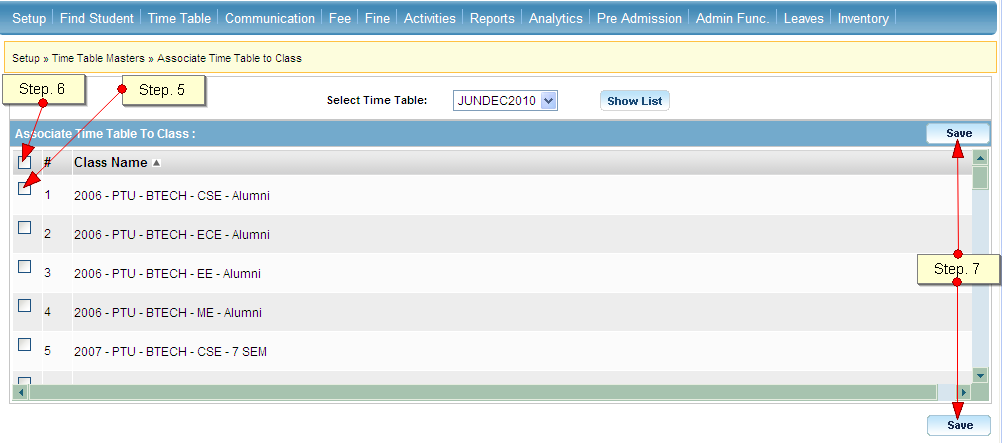 Setup Find Student Time Table Communication Fee Fine Activities Reports Analytics Pre Admission Admin Func. Leaves Inventory
Setup » Time Table Masters » Associate Time Table to Class
Step. 6 Step. 5
Select Time Table: JUNDEC2010 Show List
Associate Time Table To Class : Save
# Class Name
1 2006 - PTU - BTECH - CSE - Alumni
2 2006 - PTU - BTECH - ECE - Alumni
3 2006 - PTU - BTECH - EE - Alumni
Step. 7
4 2006 - PTU - BTECH - ME - Alumni
5 2007 - PTU - BTECH - CSE - 7 SEM
Save